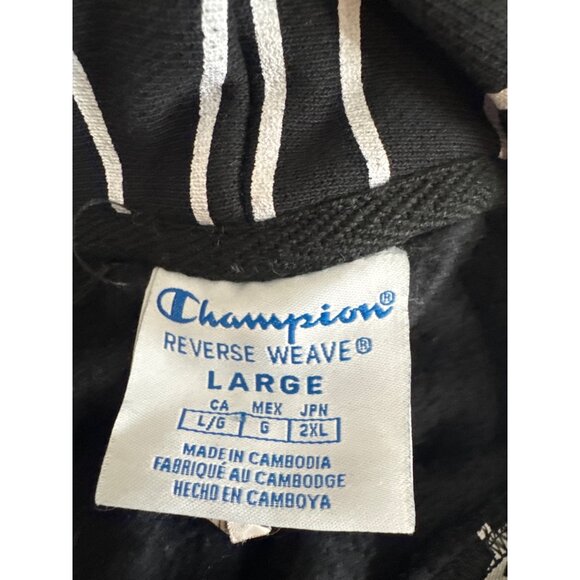 Champion®
REVERSE WEAVE®
LARGE
CA MEX JPN
L/G G 2XL
MADE IN CAMBODIA
FABRIQUÉ AU CAMBODGE
HECHO EN CAMBOYA